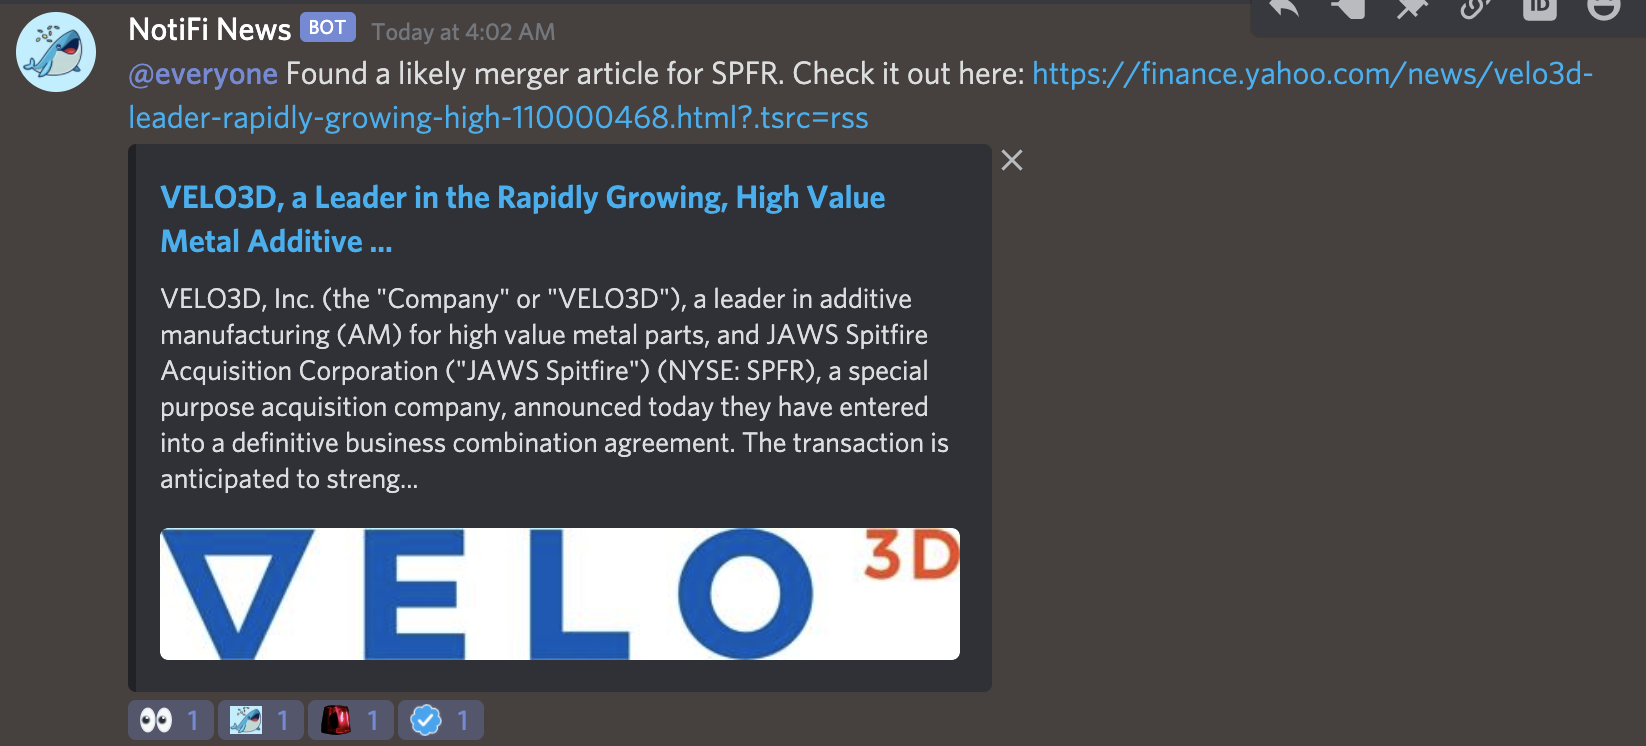 NotiFi News BOT Today at 4:02 AM
ID
@everyone Found a likely merger article for SPFR. Check it out here: https://finance.yahoo.com/news/velo3d-
leader-rapidly-growing-high-110000468.html?.tsrc=rss
VELO3D, a Leader in the Rapidly Growing, High Value
Metal Additive ...
VELO3D, Inc. (the "Company" or "VELO3D"), a leader in additive
manufacturing (AM) for high value metal parts, and JAWS Spitfire
Acquisition Corporation ("JAWS Spitfire") (NYSE: SPFR), a special
purpose acquisition company, announced today they have entered
into a definitive business combination agreement. The transaction is
anticipated to streng...
VELO 3D
1 1 1 1